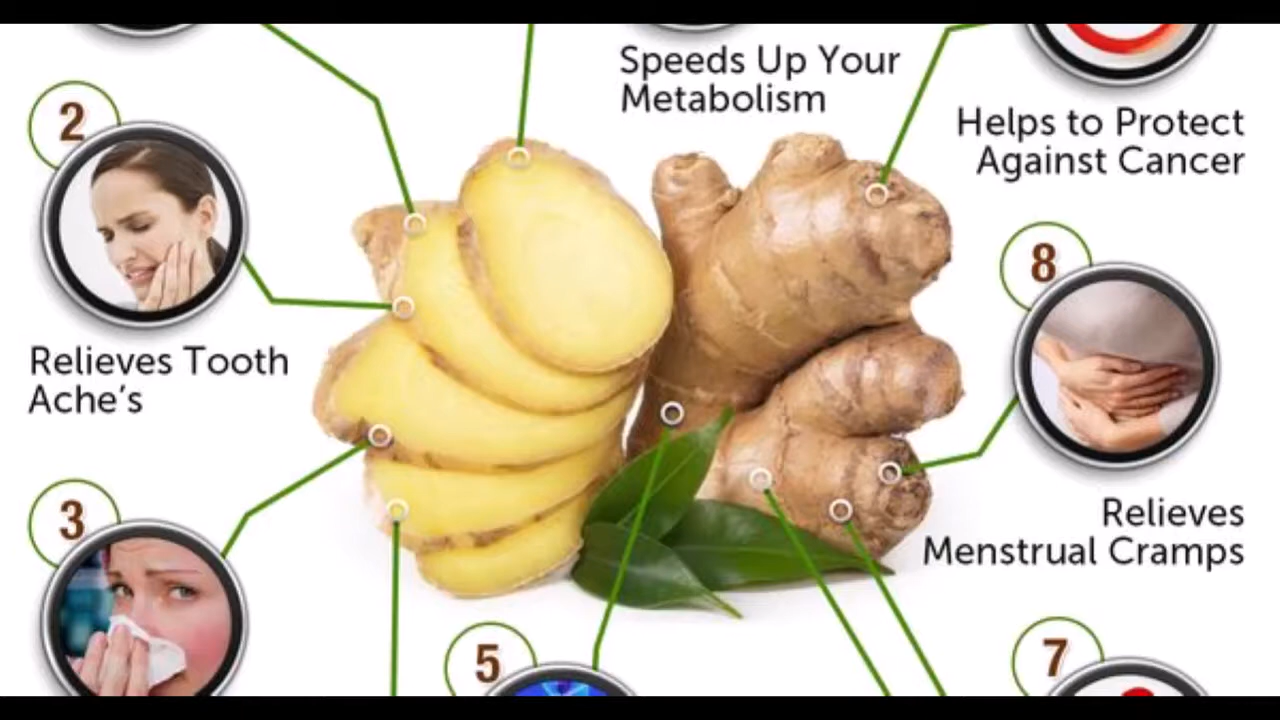 Speeds Up Your
Metabolism
Helps to Protect
Against Cancer
2
Relieves Tooth
Ache’s
8
Relieves
Menstrual Cramps
3
5
7